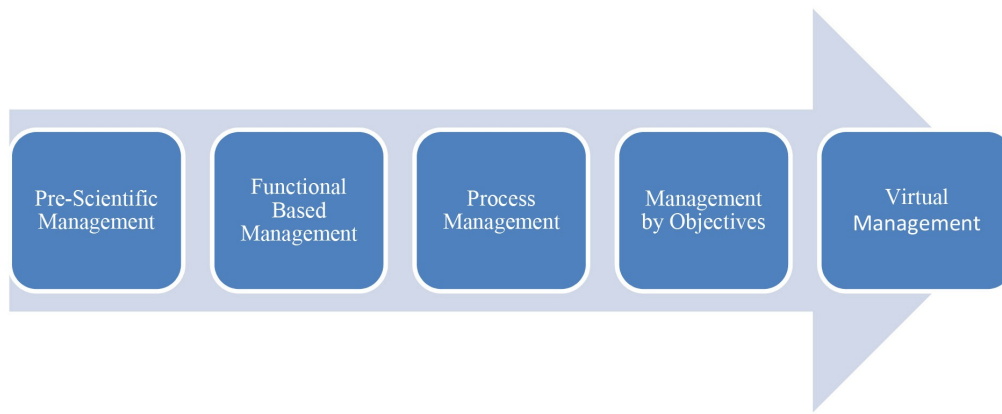 Pre-Scientific
Management
Functional
Based
Management
Process
Management
Management
by Objectives
Virtual
Management